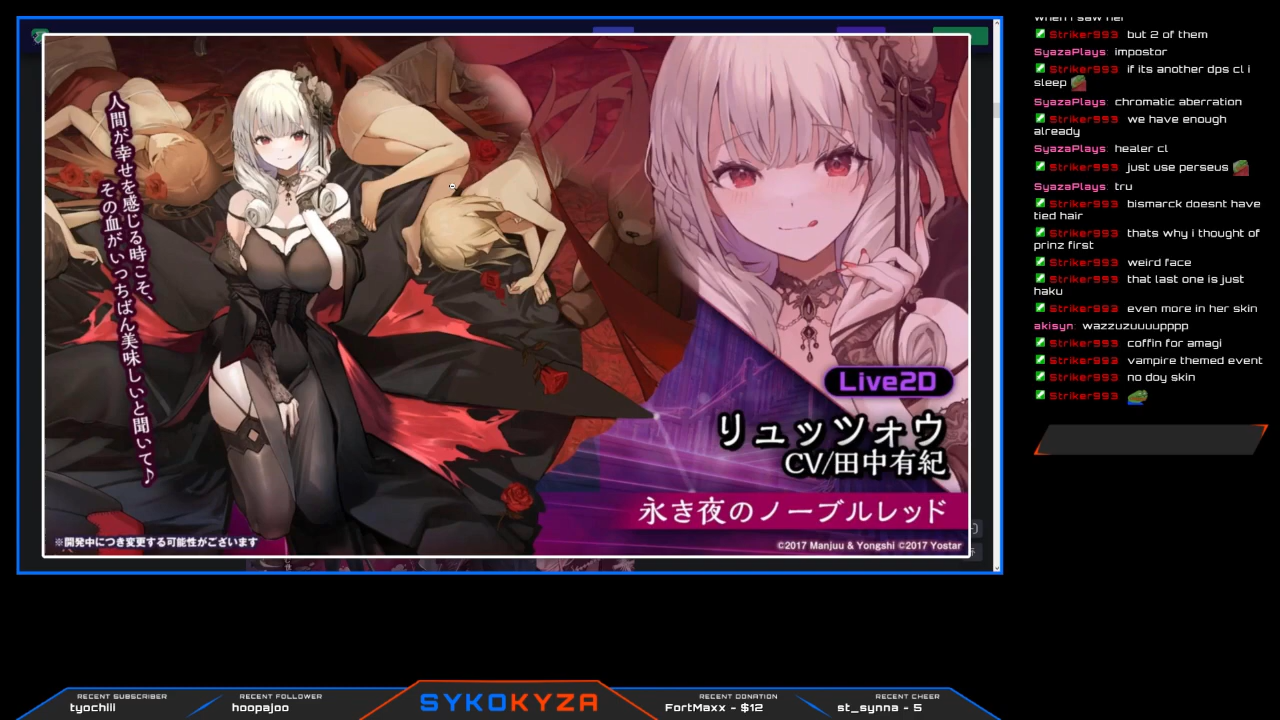 人間が幸せを感じる時こそ、
その血がいっちばん美味しいと聞いて♪
Live2D
リュッツォウ
CV/田中有紀
永き夜のノーブルレッド
※開発中につき変更する可能性がございます
©2017 Manjuu & Yongshi ©2017 Yostar
when i saw her
Striker993 but 2 of them
SyazaPlays: impostor
Striker993 if its another dps cl i
sleep
SyazaPlays: chromatic aberration
Striker993 we have enough
already
SyazaPlays: healer cl
Striker993 just use perseus
SyazaPlays: tru
Striker993 bismarck doesnt have
tied hair
Striker993 thats why i thought of
prinz first
Striker993 weird face
Striker993 that last one is just
haku
Striker993 even more in her skin
akisyn: wazzuzuuuupppp
Striker993 coffin for amagi
Striker993 vampire themed event
Striker993 no doy skin
Striker993
RECENT SUBSCRIBER
tyochili
RECENT FOLLOWER
hoopajoo
SYKOKYZA
RECENT DONATION
FortMaxx - $12
RECENT CHEER
st_synna - 5